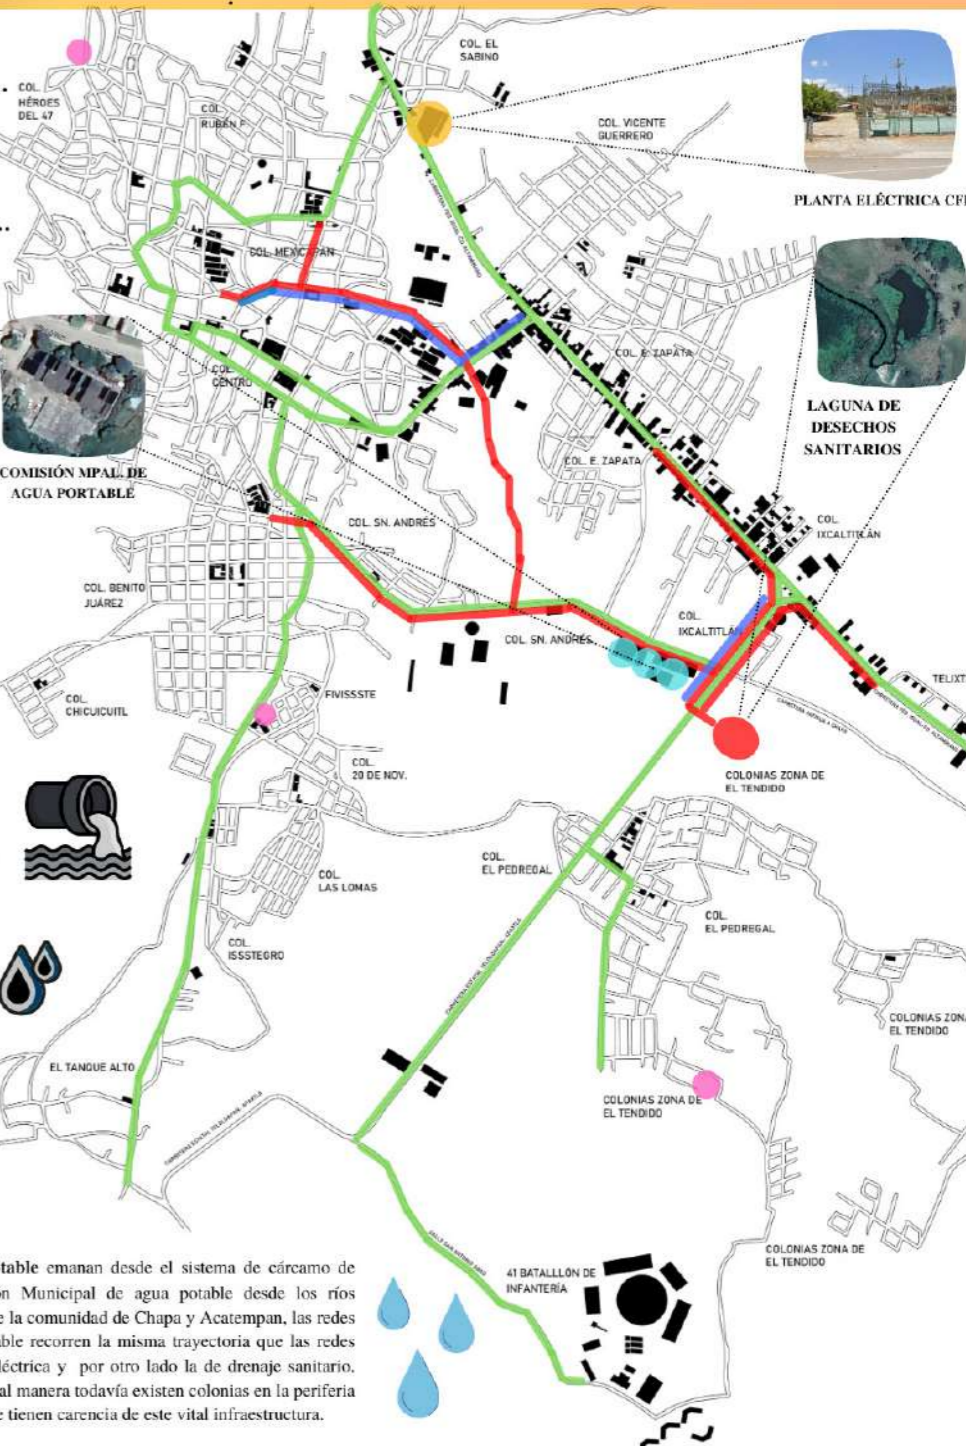 COL. EL
SABINO
COL.
HÉROES
DEL 47
COL.
RUBÉN F.
COL. VICENTE
GUERRERO
PLANTA ELÉCTRICA CFE
COL. MEXICAPAN
COL. E. ZAPATA
COL.
CENTRO
LAGUNA DE
DESECHOS
SANITARIOS
COL. E. ZAPATA
COMISIÓN MPAL. DE
AGUA PORTABLE
COL. SN. ANDRÉS
COL.
IXCALTITLÁN
COL. BENITO
JUÁREZ
COL. SN. ANDRÉS
COL.
IXCALTITLÁN
COL.
CHICUICUITL
FIVISSSTE
TELIXT
COL.
20 DE NOV.
COLONIAS ZONA DE
EL TENDIDO
COL.
EL PEDREGAL
COL.
LAS LOMAS
COL.
EL PEDREGAL
COL.
ISSSTEGRO
COLONIAS ZONA
EL TENDIDO
EL TANQUE ALTO
COLONIAS ZONA DE
EL TENDIDO
COLONIAS ZONA DE
EL TENDIDO
41 BATALLLÓN DE
INFANTERÍA
table emanan desde el sistema de cárcamo de
ón Municipal de agua potable desde los ríos
e la comunidad de Chapa y Acatempan, las redes
able recorren la misma trayectoria que las redes
léctrica y por otro lado la de drenaje sanitario.
al manera todavía existen colonias en la periferia
e tienen carencia de este vital infraestructura.